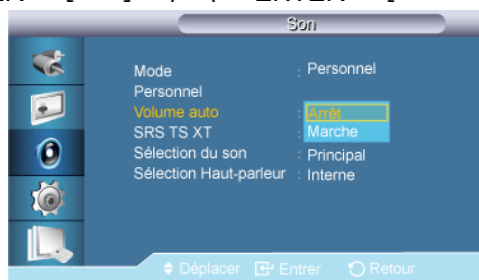 Son
Mode : Personnel
Personnel
Volume auto : Arrêt
SRS TS XT : Marche
Sélection du son : Principal
Sélection Haut-parleur : Interne
Déplacer Entrer Retour